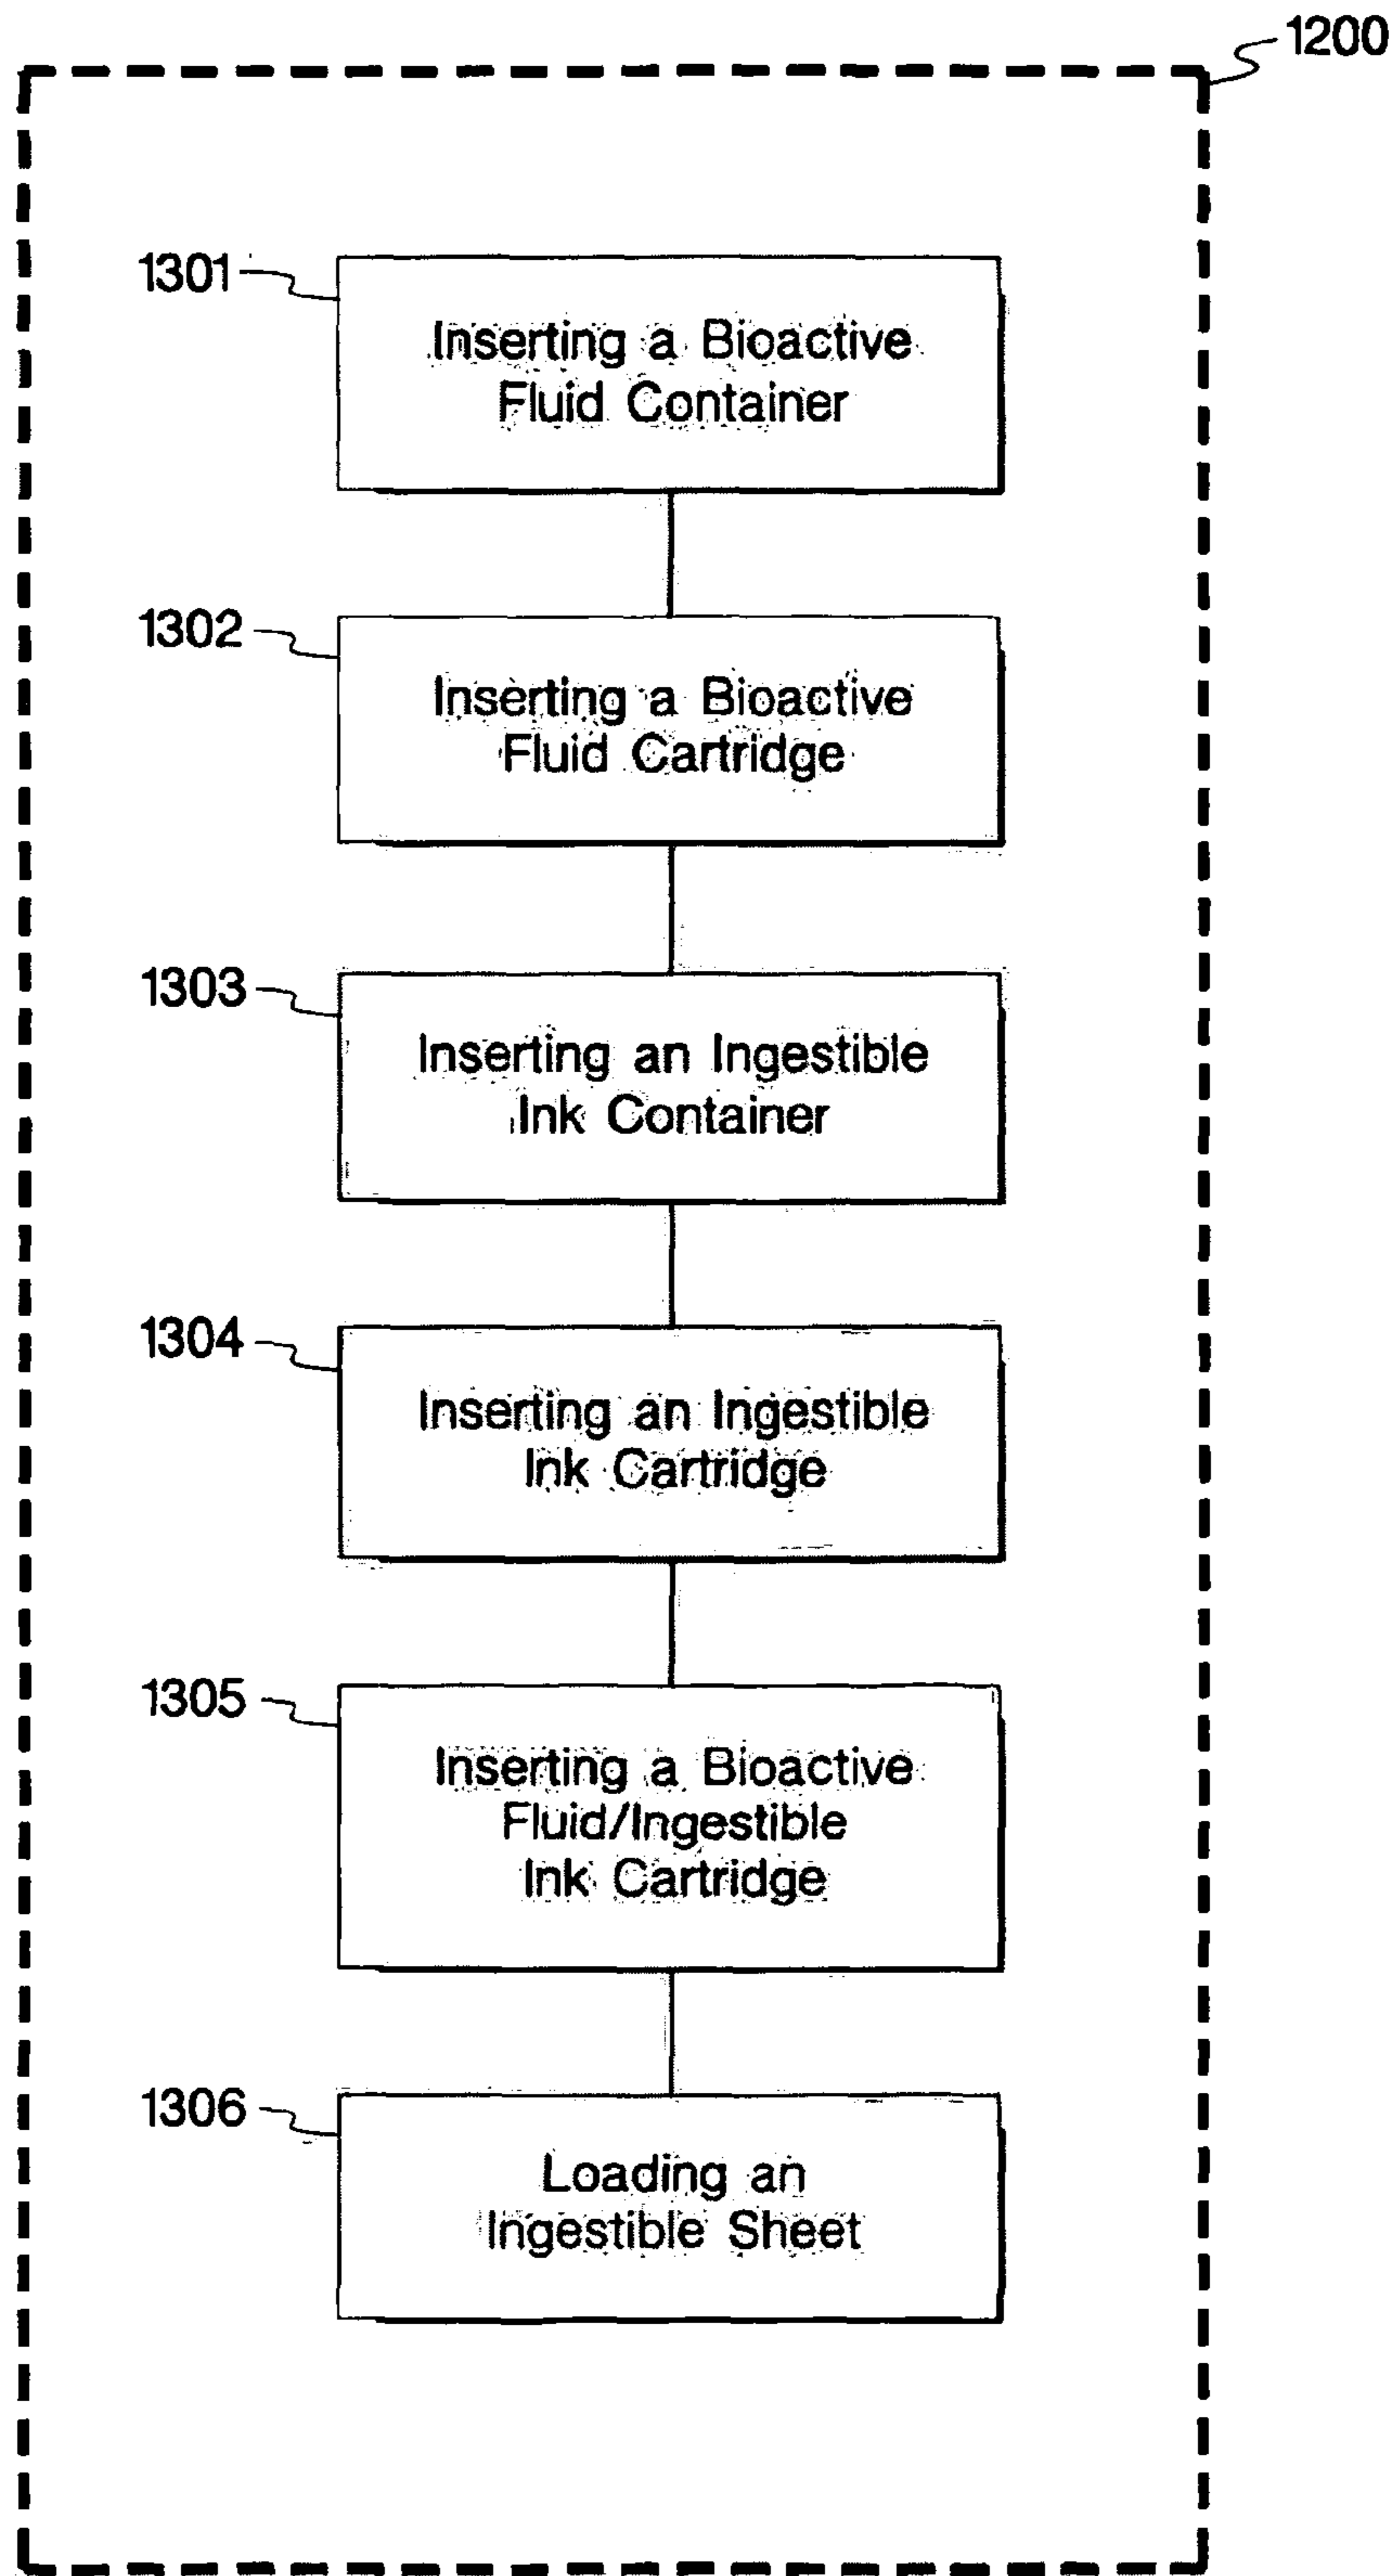 1200
1301
Inserting a Bioactive
Fluid Container
1302
Inserting a Bioactive
Fluid Cartridge
1303
Inserting an Ingestible
Ink Container
1304
Inserting an Ingestible
Ink Cartridge
1305
Inserting a Bioactive
Fluid/Ingestible
Ink Cartridge
1306
Loading an
Ingestible Sheet